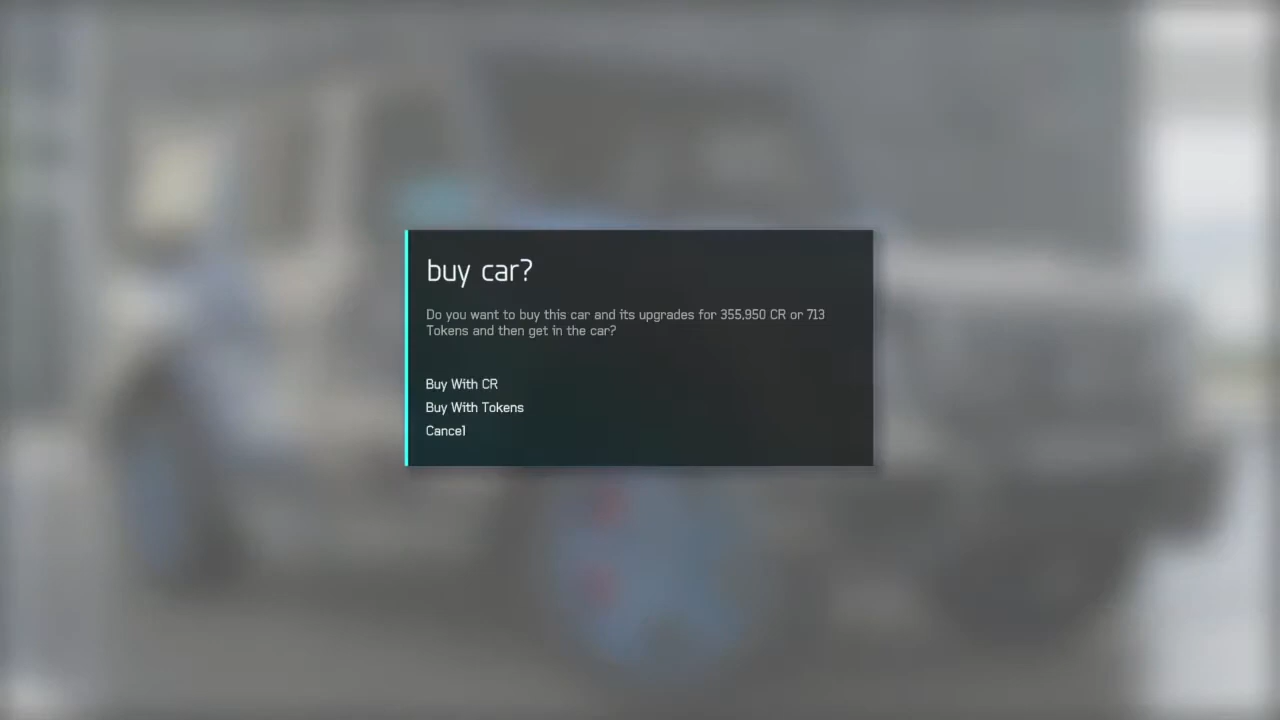 buy car?
Do you want to buy this car and its upgrades for 355,950 CR or 713
Tokens and then get in the car?
Buy With CR
Buy With Tokens
Cancel